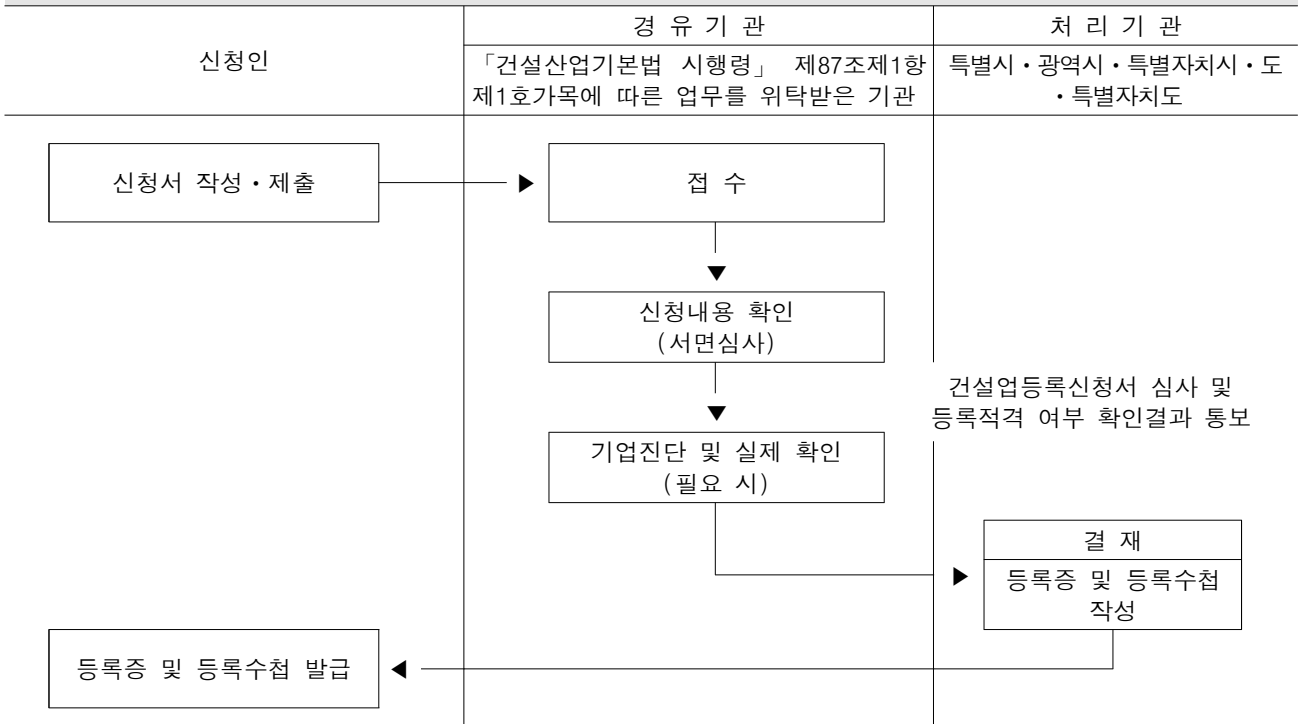 신청인
경 유 기 관
처 리 기 관
「건설산업기본법 시행령」 제87조제1항
제1호가목에 따른 업무를 위탁받은 기관
특별시・광역시・특별자치시・도
・특별자치도
신청서 작성・제출
접 수
신청내용 확인
(서면심사)
건설업등록신청서 심사 및
등록적격 여부 확인결과 통보
기업진단 및 실제 확인
(필요 시)
결 재
등록증 및 등록수첩
작성
등록증 및 등록수첩 발급